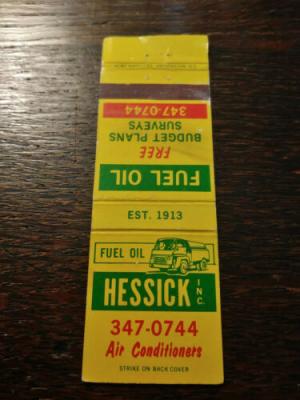 347-0744
SURVEYS
BUDGET PLANS
FREE
FUEL OIL
EST. 1913
FUEL OIL
HESSICK INC.
347-0744
Air Conditioners
STRIKE ON BACK COVER